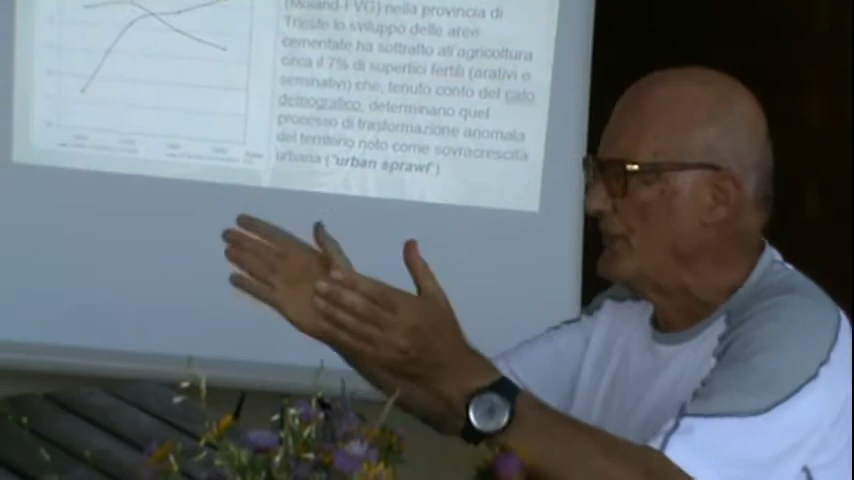 (Moland-FVG) nella provincia di
Trieste lo sviluppo delle aree
cementate ha sottratto all'agricoltura
circa il 7% di superfici fertili (arativi e
seminativi) che, tenuto conto del calo
demografico, determinano quel
processo di trasformazione anomala
del territorio noto come sovracrescita
urbana ("urban sprawl")